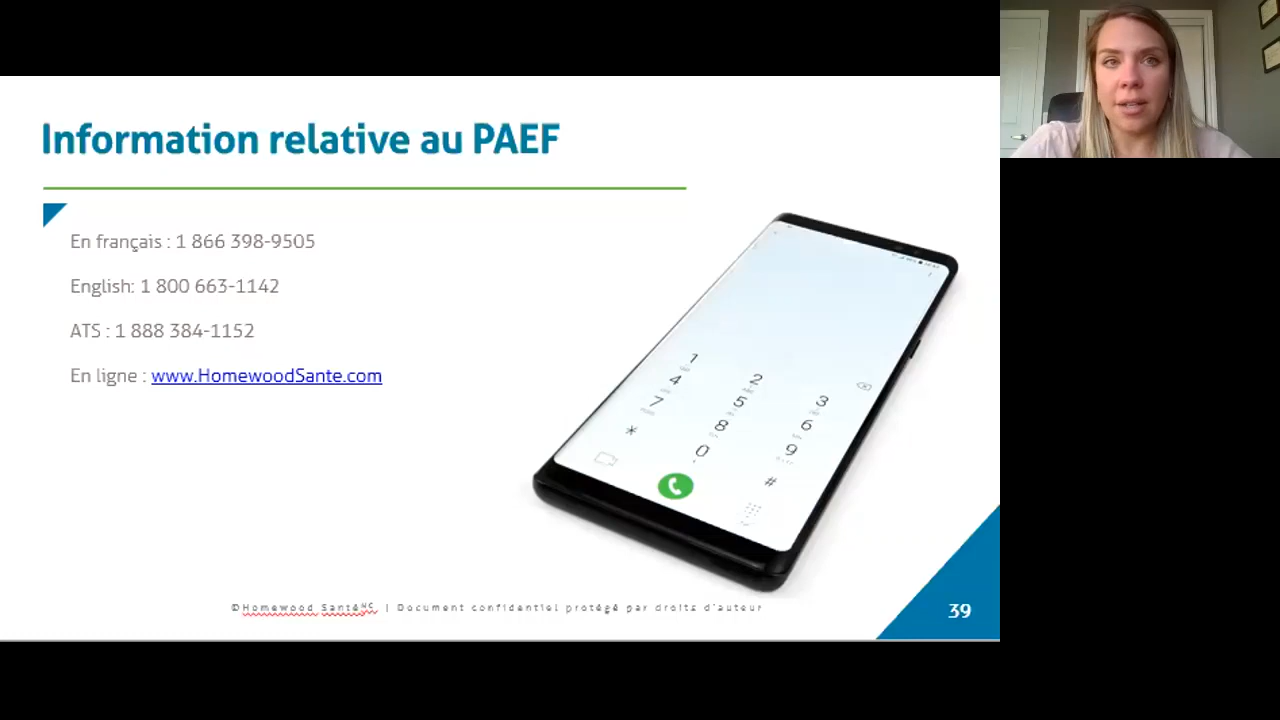 Information relative au PAEF
En français : 1 866 398-9505
English: 1 800 663-1142
ATS : 1 888 384-1152
En ligne : www.HomewoodSante.com
1
2
3
4
5
6
7
8
9
*
0
#
©Homewood SantéMC | Document confidentiel protégé par droits d'auteur
39